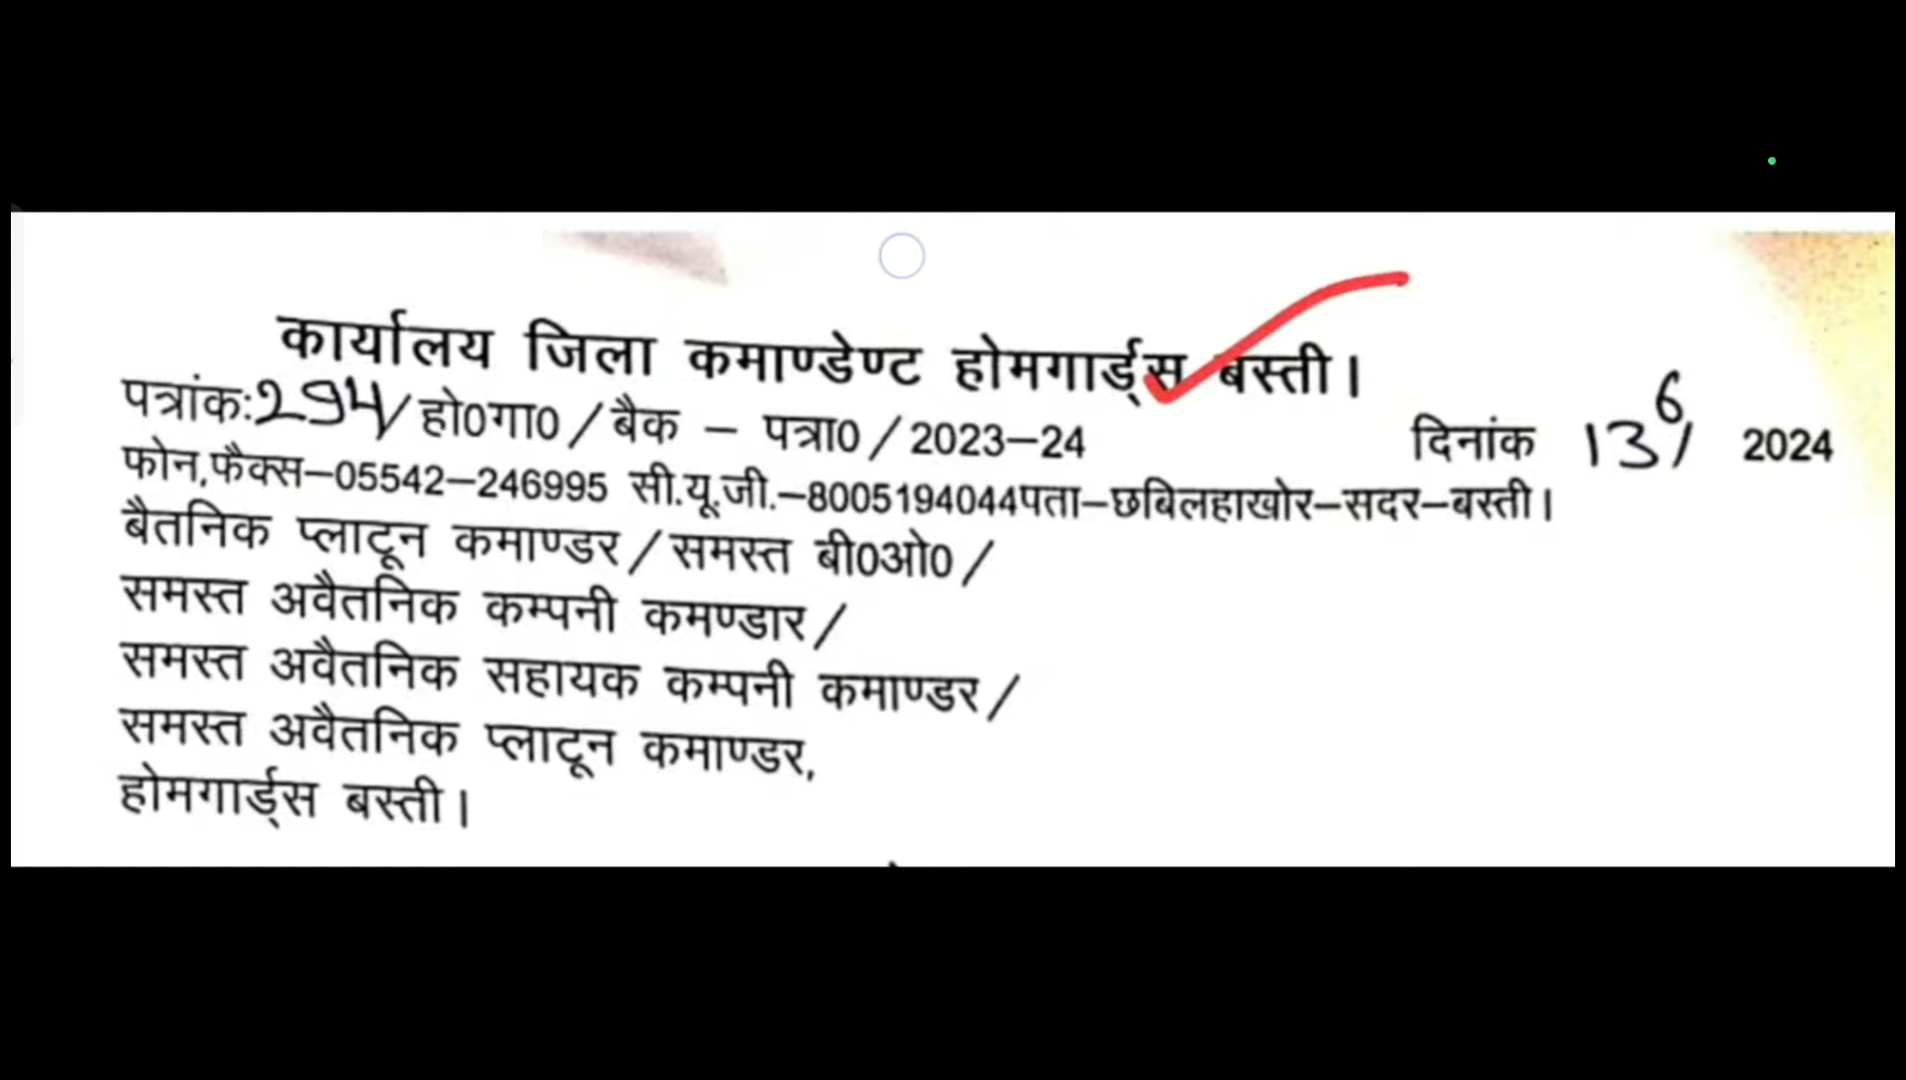 कार्यालय जिला कमाण्डेण्ट होमगार्ड्स बस्ती।
पत्रांक:294/हो0गा0/बैक – पत्रा0/2023–24 दिनांक 13/6 2024
फोन,फैक्स–05542–246995 सी.यू.जी.–8005194044पता–छबिलहाखोर–सदर–बस्ती।
बैतनिक प्लाटून कमाण्डर/समस्त बी0ओ0/
समस्त अवैतनिक कम्पनी कमण्डार/
समस्त अवैतनिक सहायक कम्पनी कमाण्डर/
समस्त अवैतनिक प्लाटून कमाण्डर,
होमगार्ड्स बस्ती।